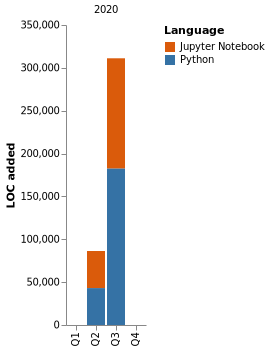 2020
350,000
300,000
250,000
200,000
150,000
100,000
50,000
0
LOC added
Q1
Q2
Q3
Q4
Language
Jupyter Notebook
Python